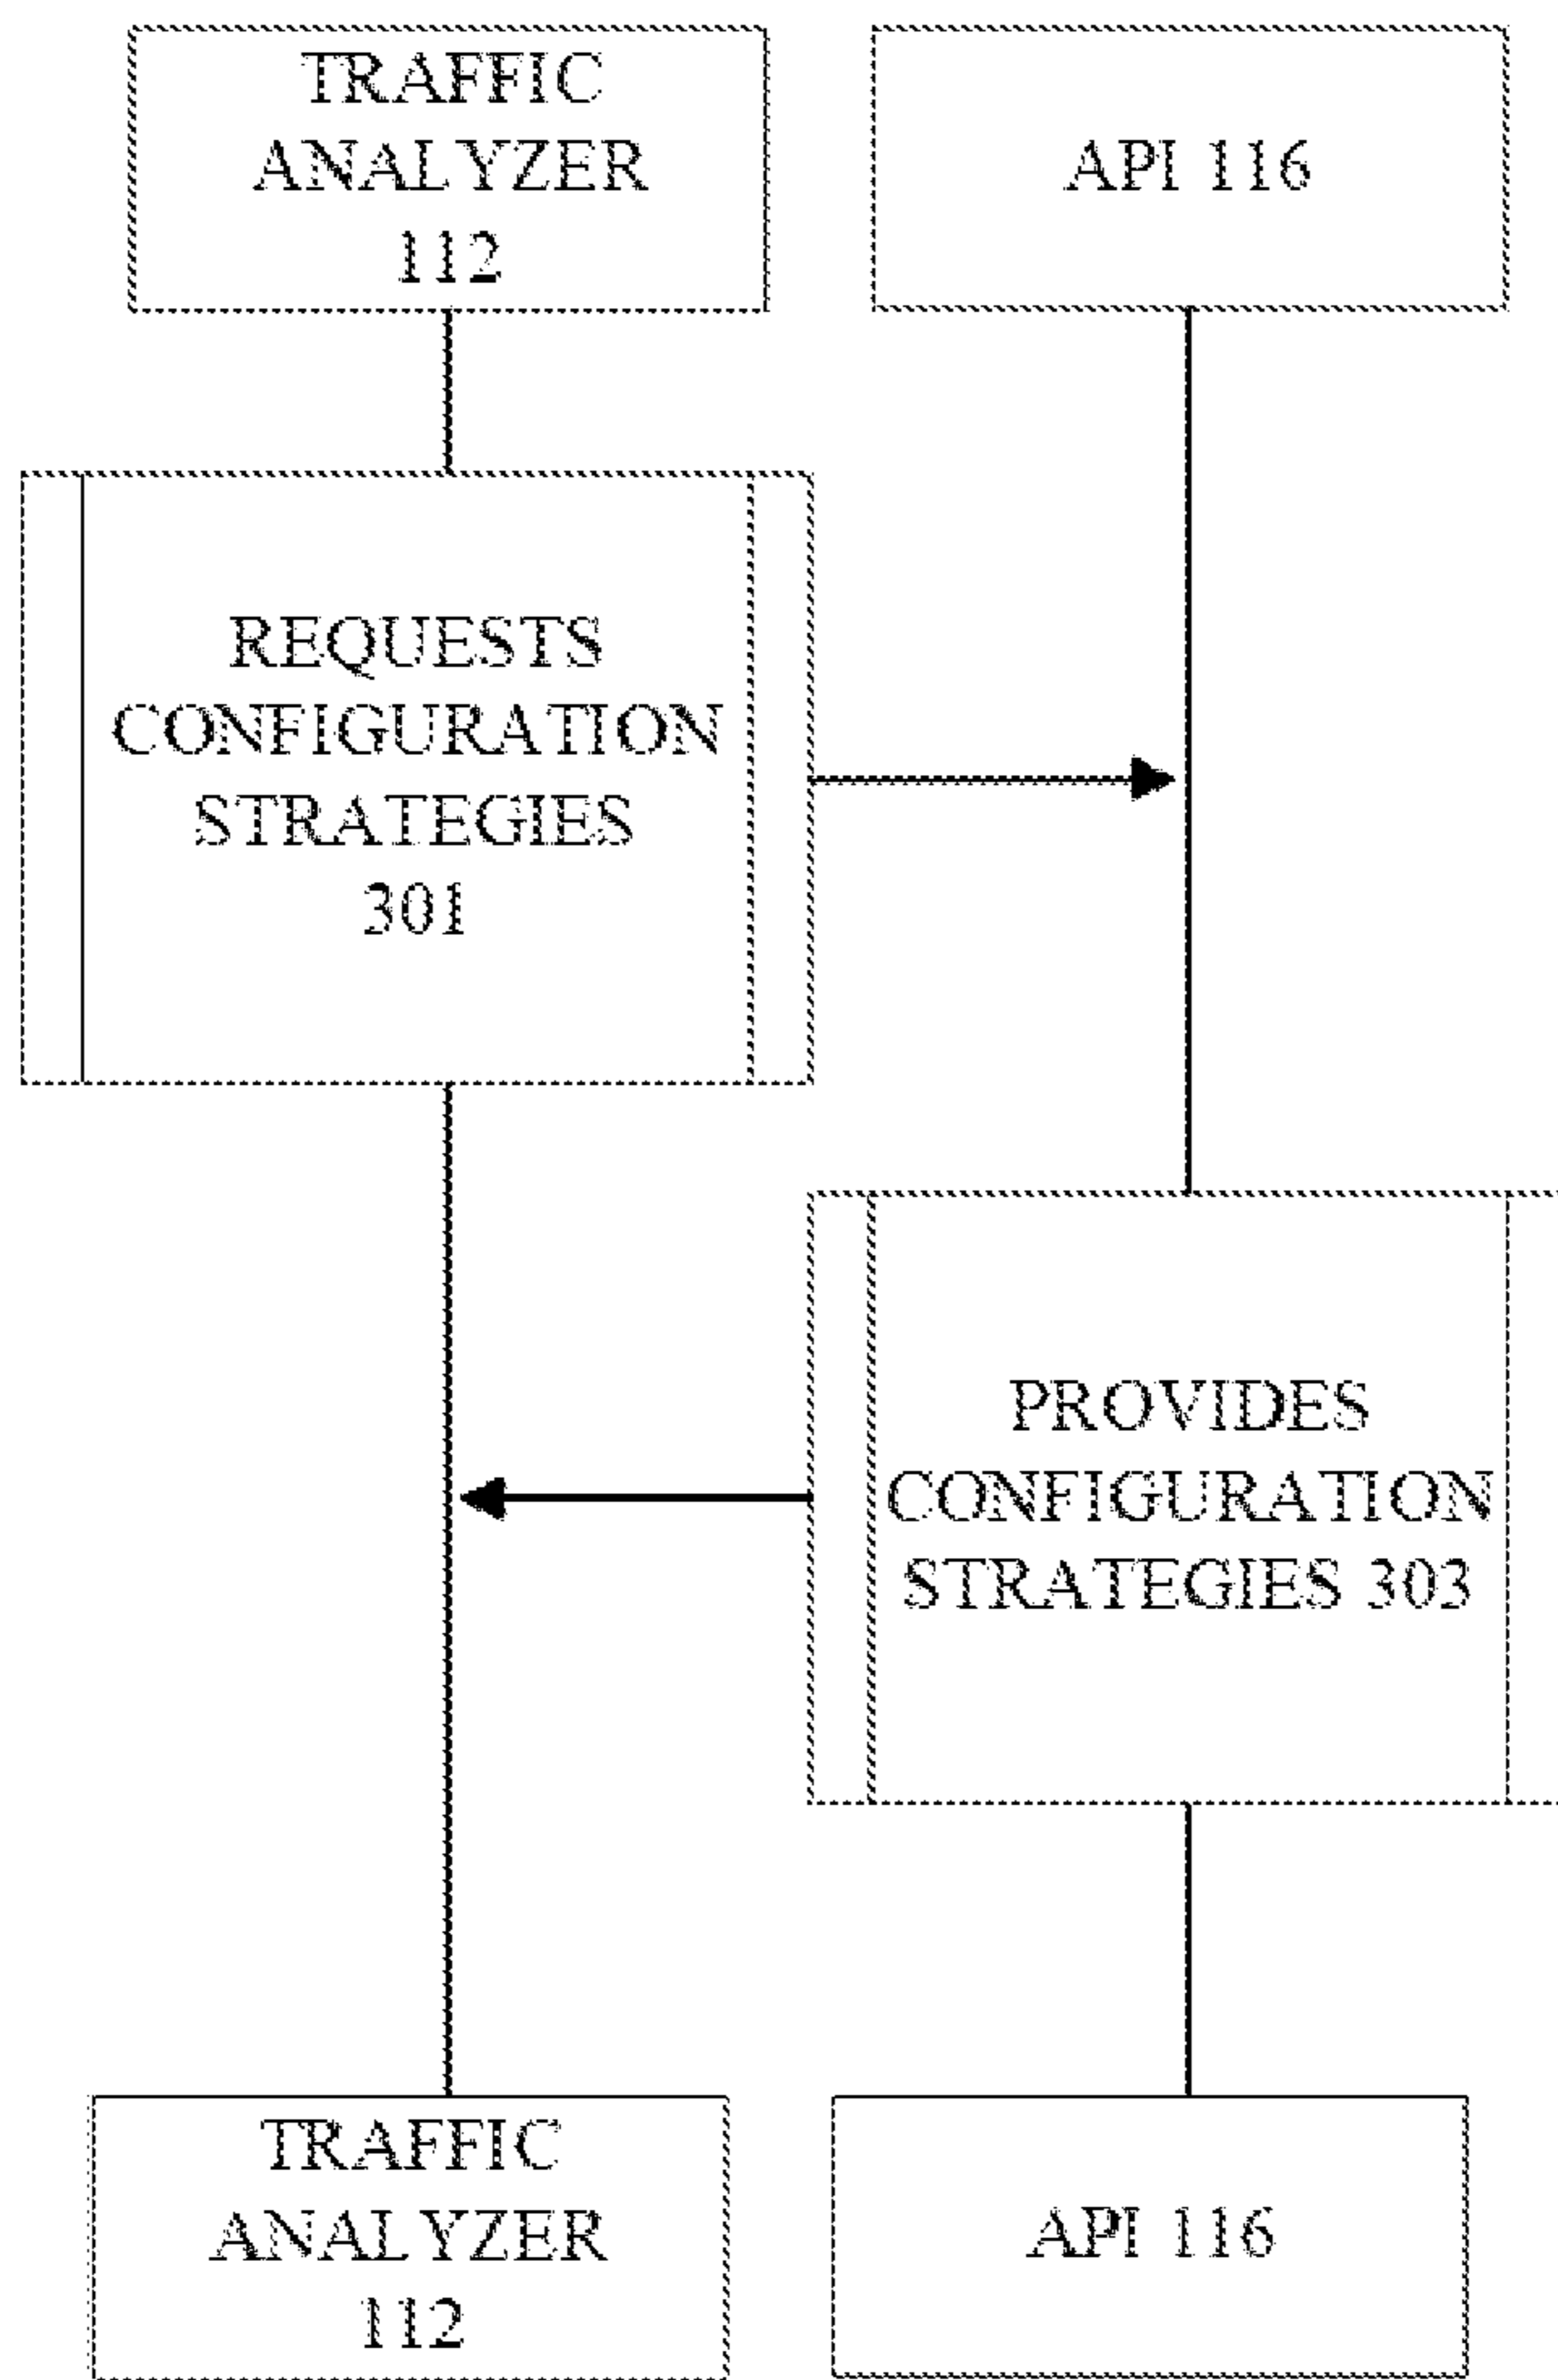 TRAFFIC
ANALYZER
112
API 116
REQUESTS
CONFIGURATION
STRATEGIES
301
PROVIDES
CONFIGURATION
STRATEGIES 303
TRAFFIC
ANALYZER
112
API 116